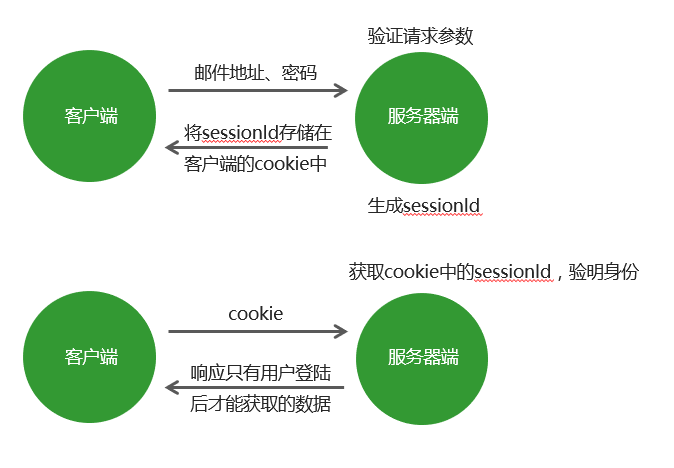 验证请求参数
邮件地址、密码
客户端
服务器端
将sessionId存储在
客户端的cookie中
生成sessionId
获取cookie中的sessionId，验明身份
cookie
客户端
服务器端
响应只有用户登陆
后才能获取的数据